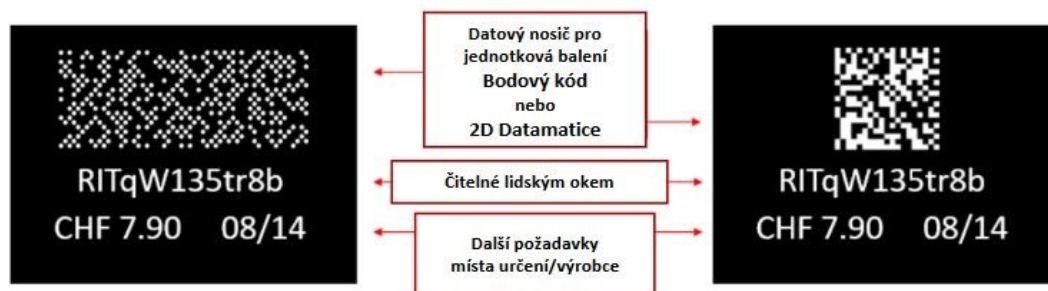 RITqW135tr8b
CHF 7.90 08/14
Datový nosič pro
jednotková balení
Bodový kód
nebo
2D Datamatice
Čitelné lidským okem
Další požadavky
místa určení/výrobce
RITqW135tr8b
CHF 7.90 08/14